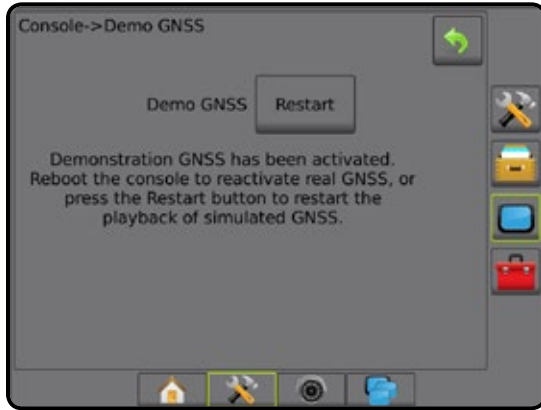 Console->Demo GNSS
Demo GNSS
Restart
Demonstration GNSS has been activated.
Reboot the console to reactivate real GNSS, or
press the Restart button to restart the
playback of simulated GNSS.